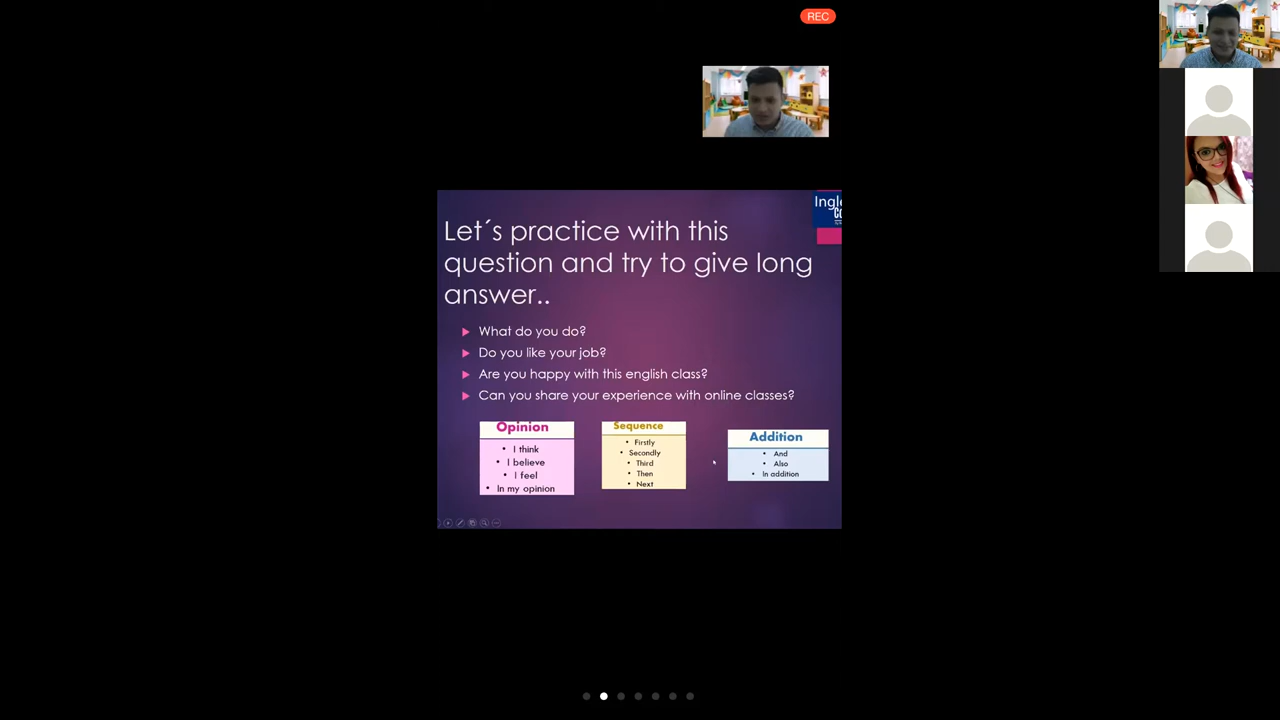 REC
Let´s practice with this
question and try to give long
answer..
What do you do?
Do you like your job?
Are you happy with this english class?
Can you share your experience with online classes?
Opinion
I think
I believe
I feel
In my opinion
Sequence
Firstly
Secondly
Third
Then
Next
Addition
And
Also
In addition